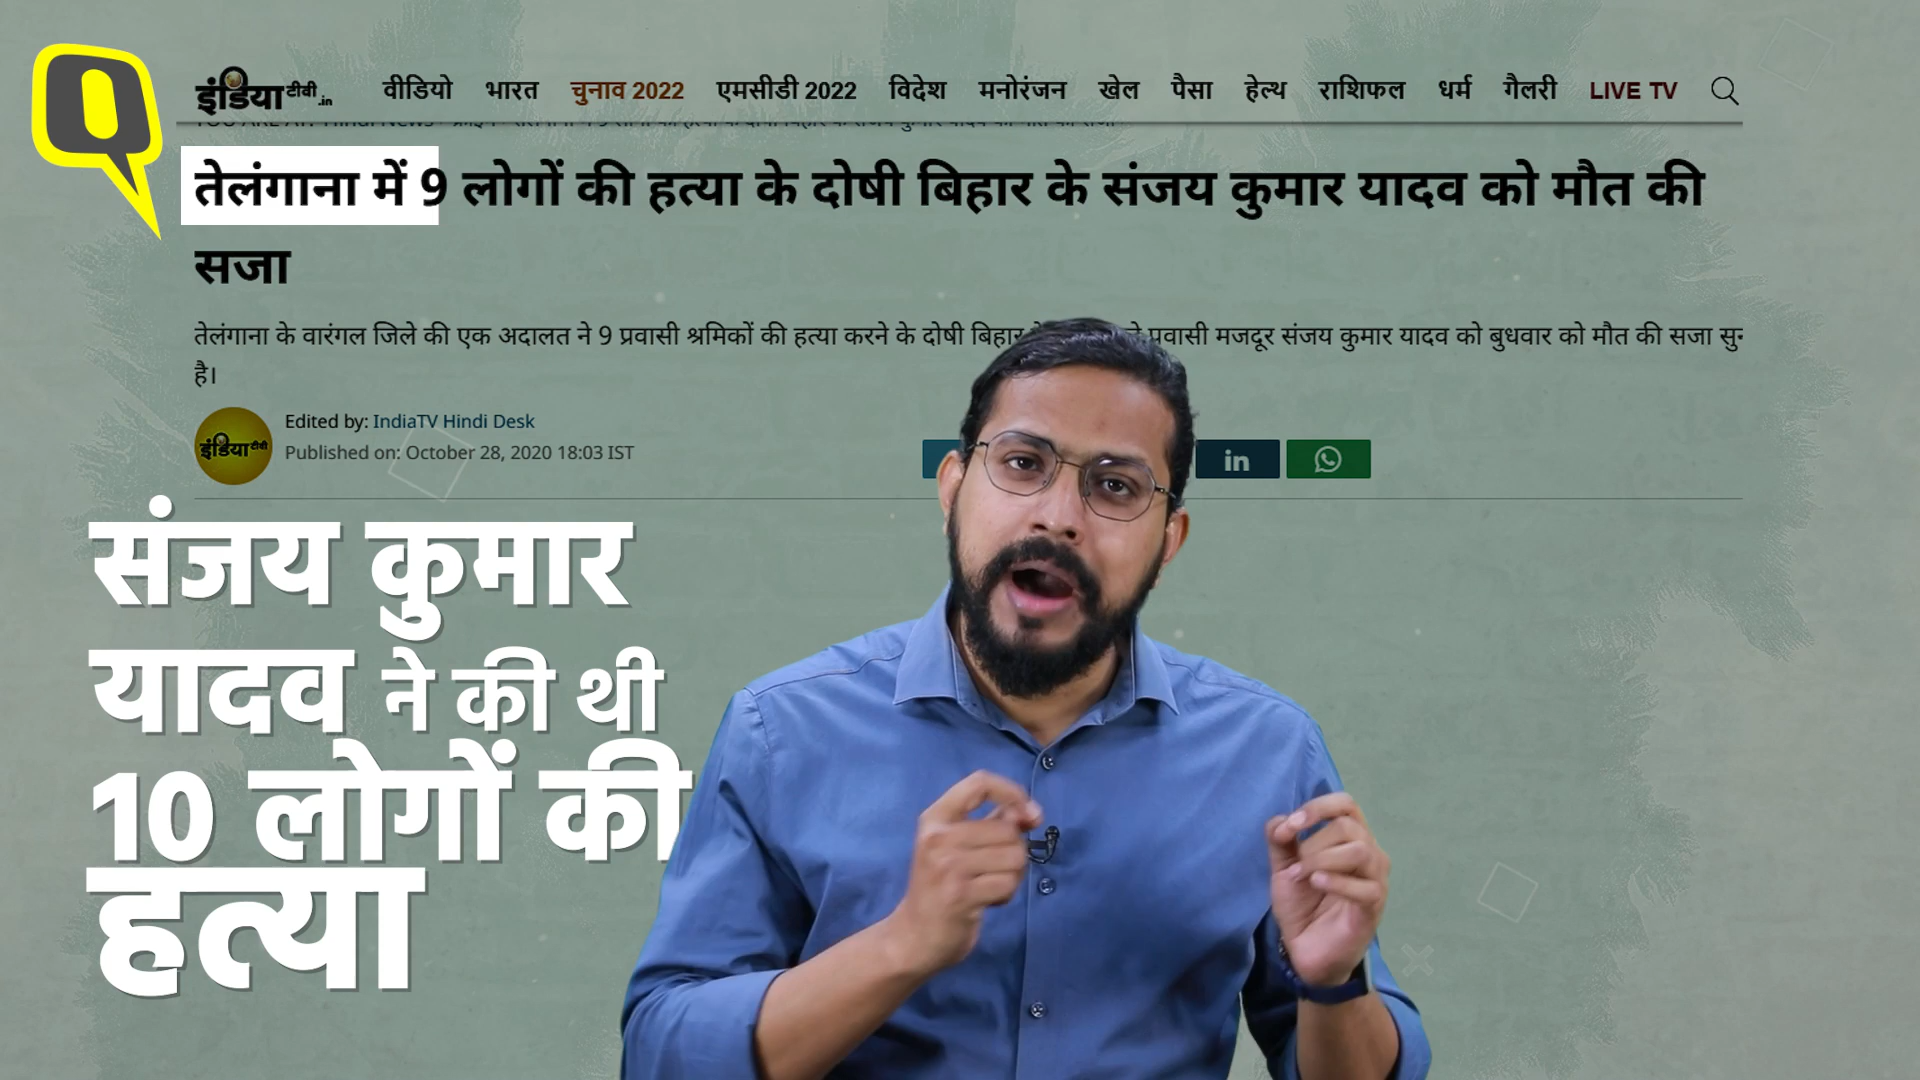 Q
इंडिया टीवी .in वीडियो भारत चुनाव 2022 एमसीडी 2022 विदेश मनोरंजन खेल पैसा हेल्थ राशिफल धर्म गैलरी LIVE TV
तेलंगाना में 9 लोगों की हत्या के दोषी बिहार के संजय कुमार यादव को मौत की
सजा
तेलंगाना के वारंगल जिले की एक अदालत ने 9 प्रवासी श्रमिकों की हत्या करने के दोषी बिहार प्रवासी मजदूर संजय कुमार यादव को बुधवार को मौत की सजा
है।
इंडिया टीवी
Edited by: IndiaTV Hindi Desk
Published on: October 28, 2020 18:03 IST
in
संजय कुमार
यादव ने की थी
10 लोगों की
हत्या